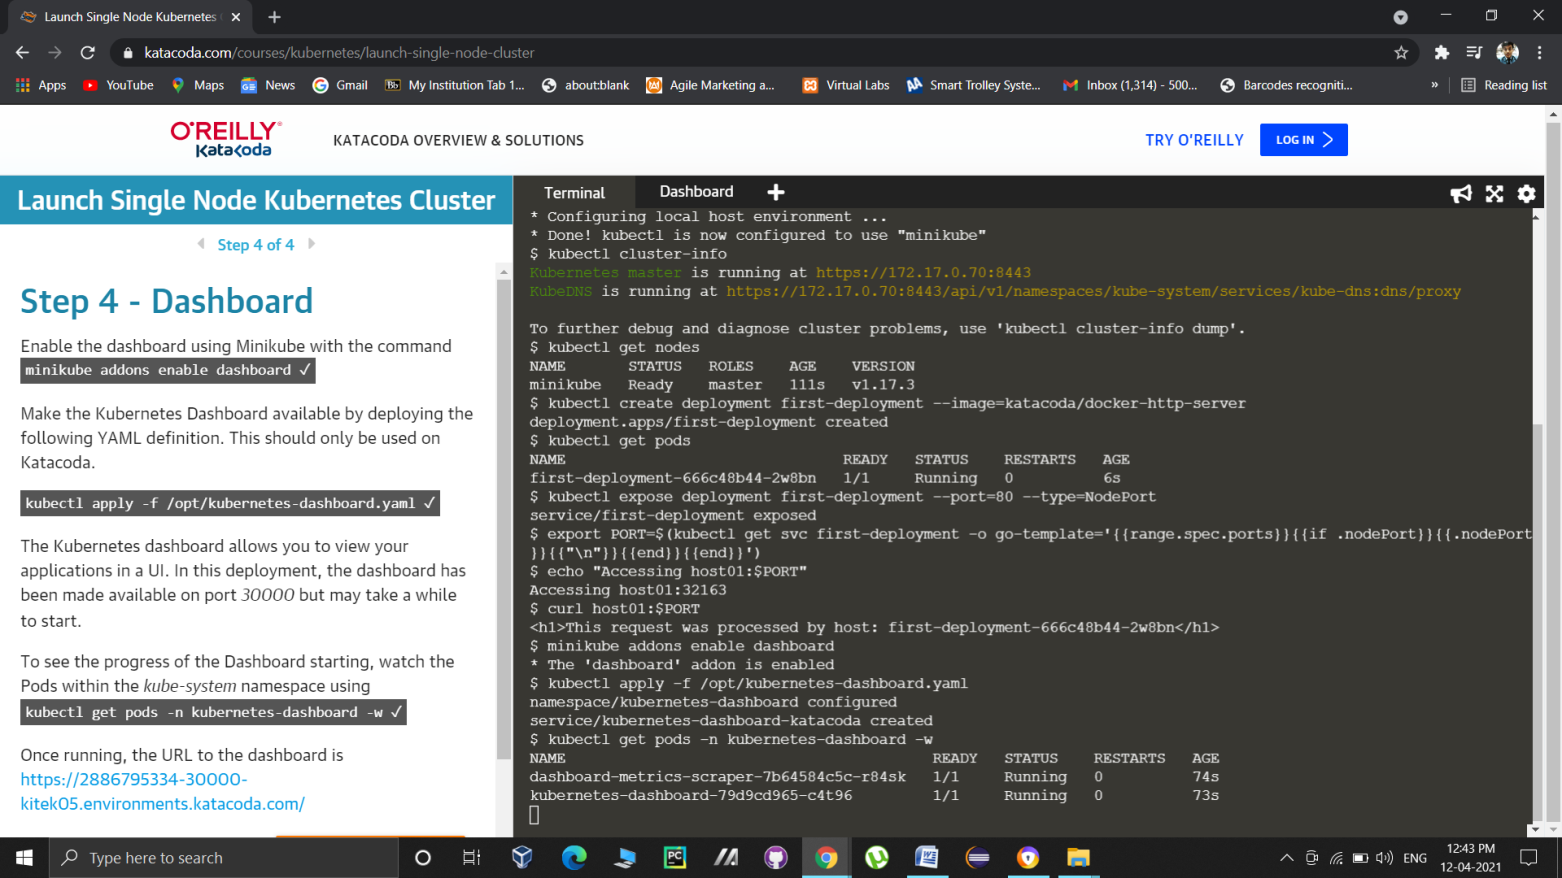 Launch Single Node Kubernetes
katacoda.com/courses/kubernetes/launch-single-node-cluster
Apps YouTube Maps News Gmail My Institution Tab 1... about:blank Agile Marketing a... Virtual Labs Smart Trolley Syste... Inbox (1,314) - 500... Barcodes recogniti... » Reading list
O'REILLY
Katacoda
KATACODA OVERVIEW & SOLUTIONS
TRY O'REILLY
LOG IN
Launch Single Node Kubernetes Cluster
Step 4 of 4
Step 4 - Dashboard
Enable the dashboard using Minikube with the command
minikube addons enable dashboard ✓
Make the Kubernetes Dashboard available by deploying the
following YAML definition. This should only be used on
Katacoda.
kubectl apply -f /opt/kubernetes-dashboard.yaml ✓
The Kubernetes dashboard allows you to view your
applications in a UI. In this deployment, the dashboard has
been made available on port 30000 but may take a while
to start.
To see the progress of the Dashboard starting, watch the
Pods within the kube-system namespace using
kubectl get pods -n kubernetes-dashboard -w ✓
Once running, the URL to the dashboard is
https://2886795334-30000-
kitek05.environments.katacoda.com/
Terminal Dashboard
* Configuring local host environment ...
* Done! kubectl is now configured to use "minikube"
$ kubectl cluster-info
Kubernetes master is running at https://172.17.0.70:8443
KubeDNS is running at https://172.17.0.70:8443/api/v1/namespaces/kube-system/services/kube-dns:dns/proxy
To further debug and diagnose cluster problems, use 'kubectl cluster-info dump'.
$ kubectl get nodes
NAME STATUS ROLES AGE VERSION
minikube Ready master 111s v1.17.3
$ kubectl create deployment first-deployment --image=katacoda/docker-http-server
deployment.apps/first-deployment created
$ kubectl get pods
NAME READY STATUS RESTARTS AGE
first-deployment-666c48b44-2w8bn 1/1 Running 0 6s
$ kubectl expose deployment first-deployment --port=80 --type=NodePort
service/first-deployment exposed
$ export PORT=$(kubectl get svc first-deployment -o go-template='{{range.spec.ports}}{{if .nodePort}}{{.nodePort
}}{{"\n"}}{{end}}{{end}}')
$ echo "Accessing host01:$PORT"
Accessing host01:32163
$ curl host01:$PORT
<h1>This request was processed by host: first-deployment-666c48b44-2w8bn</h1>
$ minikube addons enable dashboard
* The 'dashboard' addon is enabled
$ kubectl apply -f /opt/kubernetes-dashboard.yaml
namespace/kubernetes-dashboard configured
service/kubernetes-dashboard-katacoda created
$ kubectl get pods -n kubernetes-dashboard -w
NAME READY STATUS RESTARTS AGE
dashboard-metrics-scraper-7b64584c5c-r84sk 1/1 Running 0 74s
kubernetes-dashboard-79d9cd965-c4t96 1/1 Running 0 73s
Type here to search
PC
ENG
12:43 PM
12-04-2021